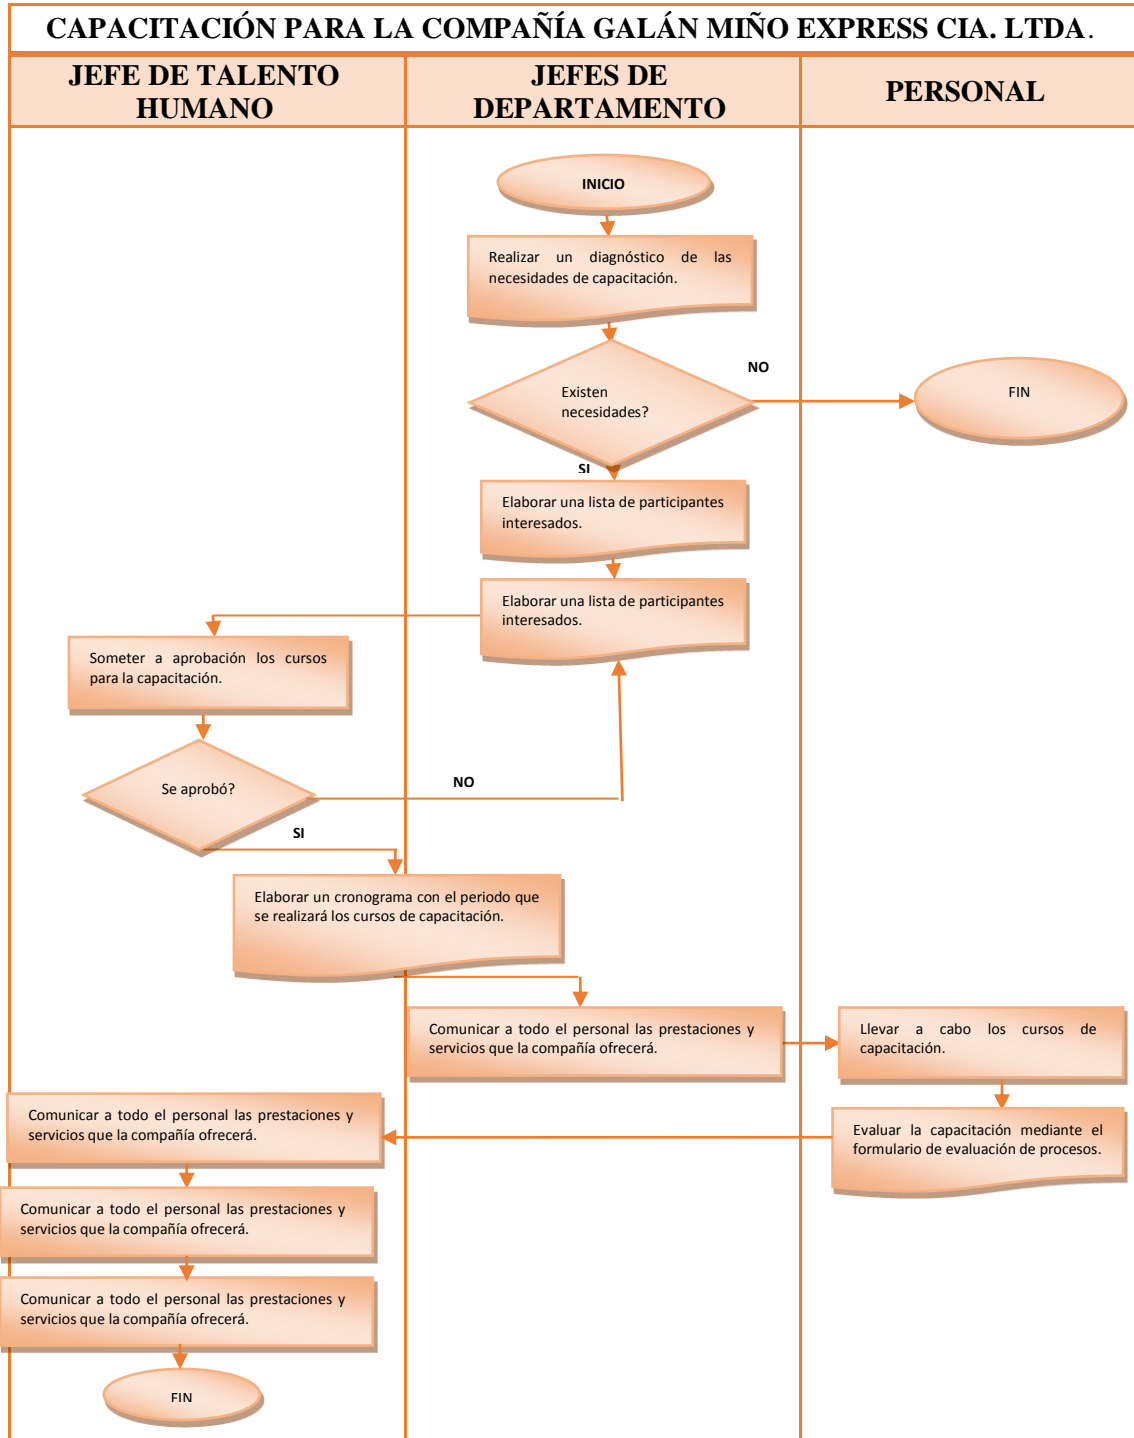 CAPACITACIÓN PARA LA COMPAÑÍA GALÁN MIÑO EXPRESS CIA. LTDA.
JEFE DE TALENTO
HUMANO
JEFES DE
DEPARTAMENTO
PERSONAL
INICIO
Realizar un diagnóstico de las
necesidades de capacitación.
NO
Existen
necesidades?
FIN
SI
Elaborar una lista de participantes
interesados.
Elaborar una lista de participantes
interesados.
Someter a aprobación los cursos
para la capacitación.
Se aprobó?
NO
SI
Elaborar un cronograma con el periodo que
se realizará los cursos de capacitación.
Comunicar a todo el personal las prestaciones y
servicios que la compañía ofrecerá.
Llevar a cabo los cursos de
capacitación.
Evaluar la capacitación mediante el
formulario de evaluación de procesos.
Comunicar a todo el personal las prestaciones y
servicios que la compañía ofrecerá.
Comunicar a todo el personal las prestaciones y
servicios que la compañía ofrecerá.
Comunicar a todo el personal las prestaciones y
servicios que la compañía ofrecerá.
FIN